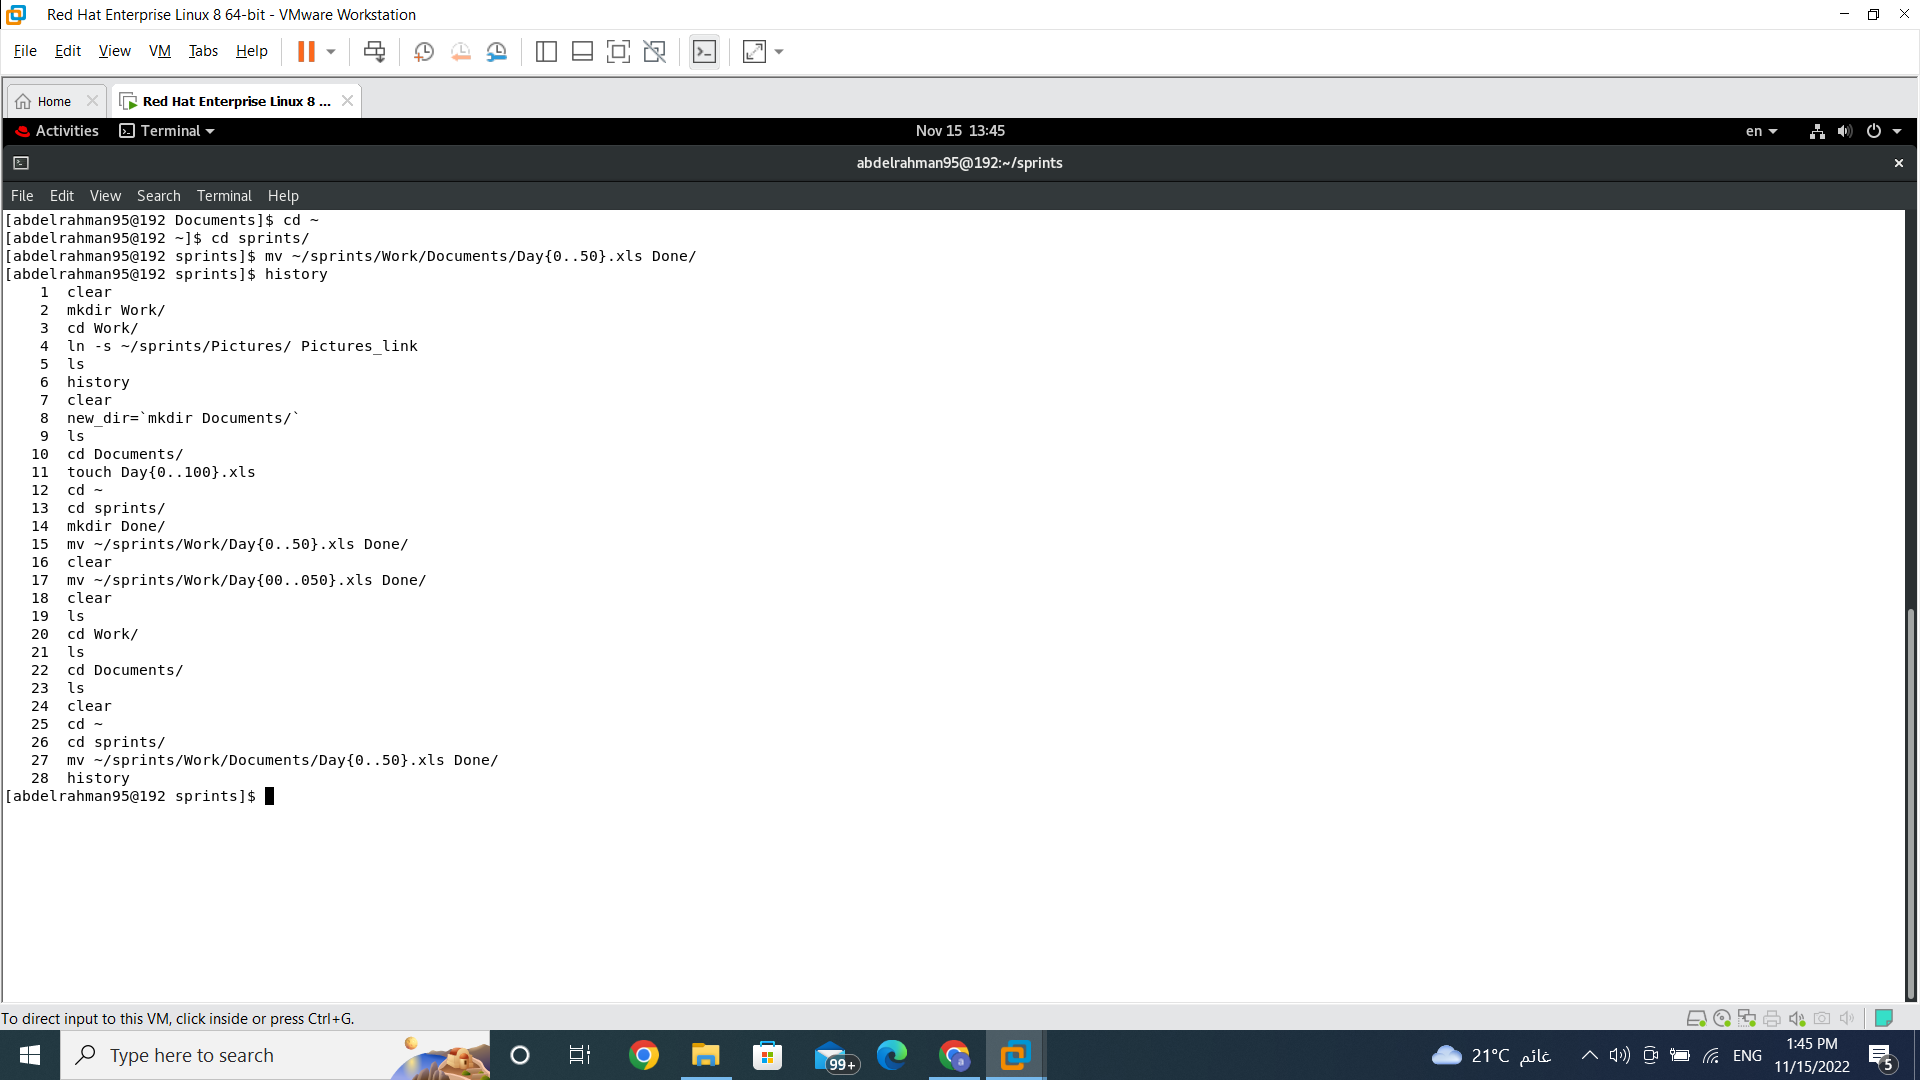 Red Hat Enterprise Linux 8 64-bit - VMware Workstation
File Edit View VM Tabs Help
Home
Red Hat Enterprise Linux 8 ...
Activities Terminal Nov 15 13:45 en
abdelrahman95@192:~/sprints
File Edit View Search Terminal Help
[abdelrahman95@192 Documents]$ cd ~
[abdelrahman95@192 ~]$ cd sprints/
[abdelrahman95@192 sprints]$ mv ~/sprints/Work/Documents/Day{0..50}.xls Done/
[abdelrahman95@192 sprints]$ history
1 clear
2 mkdir Work/
3 cd Work/
4 ln -s ~/sprints/Pictures/ Pictures_link
5 ls
6 history
7 clear
8 new_dir=`mkdir Documents/`
9 ls
10 cd Documents/
11 touch Day{0..100}.xls
12 cd ~
13 cd sprints/
14 mkdir Done/
15 mv ~/sprints/Work/Day{0..50}.xls Done/
16 clear
17 mv ~/sprints/Work/Day{00..050}.xls Done/
18 clear
19 ls
20 cd Work/
21 ls
22 cd Documents/
23 ls
24 clear
25 cd ~
26 cd sprints/
27 mv ~/sprints/Work/Documents/Day{0..50}.xls Done/
28 history
[abdelrahman95@192 sprints]$
To direct input to this VM, click inside or press Ctrl+G.
Type here to search
99+
21°C غائم
ENG
1:45 PM
11/15/2022
5